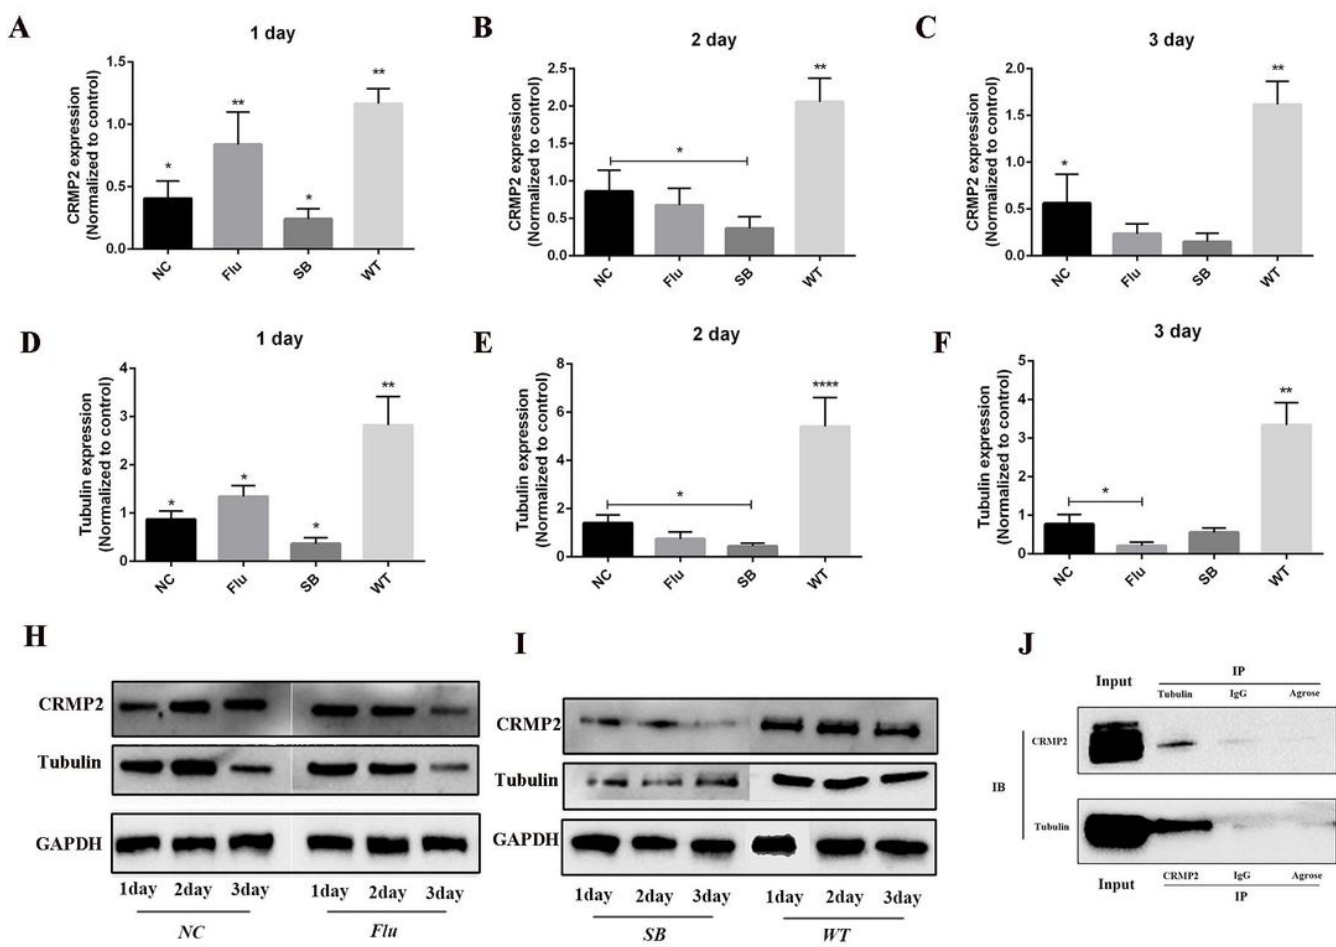 A
1 day
CRMP2 expression
(Normalized to control)
1.5
1.0
0.5
0.0
*
**
*
**
NC
Flu
SB
WT
B
2 day
CRMP2 expression
(Normalized to control)
2.5
2.0
1.5
1.0
0.5
0.0
*
**
NC
Flu
SB
WT
C
3 day
CRMP2 expression
(Normalized to control)
2.0
1.5
1.0
0.5
0.0
*
**
NC
Flu
SB
WT
D
1 day
Tubulin expression
(Normalized to control)
4
3
2
1
0
*
*
*
**
NC
Flu
SB
WT
E
2 day
Tubulin expression
(Normalized to control)
8
6
4
2
0
*
****
NC
Flu
SB
WT
F
3 day
Tubulin expression
(Normalized to control)
5
4
3
2
1
0
*
**
NC
Flu
SB
WT
H
CRMP2
Tubulin
GAPDH
1day 2day 3day 1day 2day 3day
NC Flu
I
CRMP2
Tubulin
GAPDH
1day 2day 3day 1day 2day 3day
SB WT
J
IP
Input
Tubulin IgG Agrose
CRMP2
IB
Tubulin
Input
CRMP2 IgG Agrose
IP